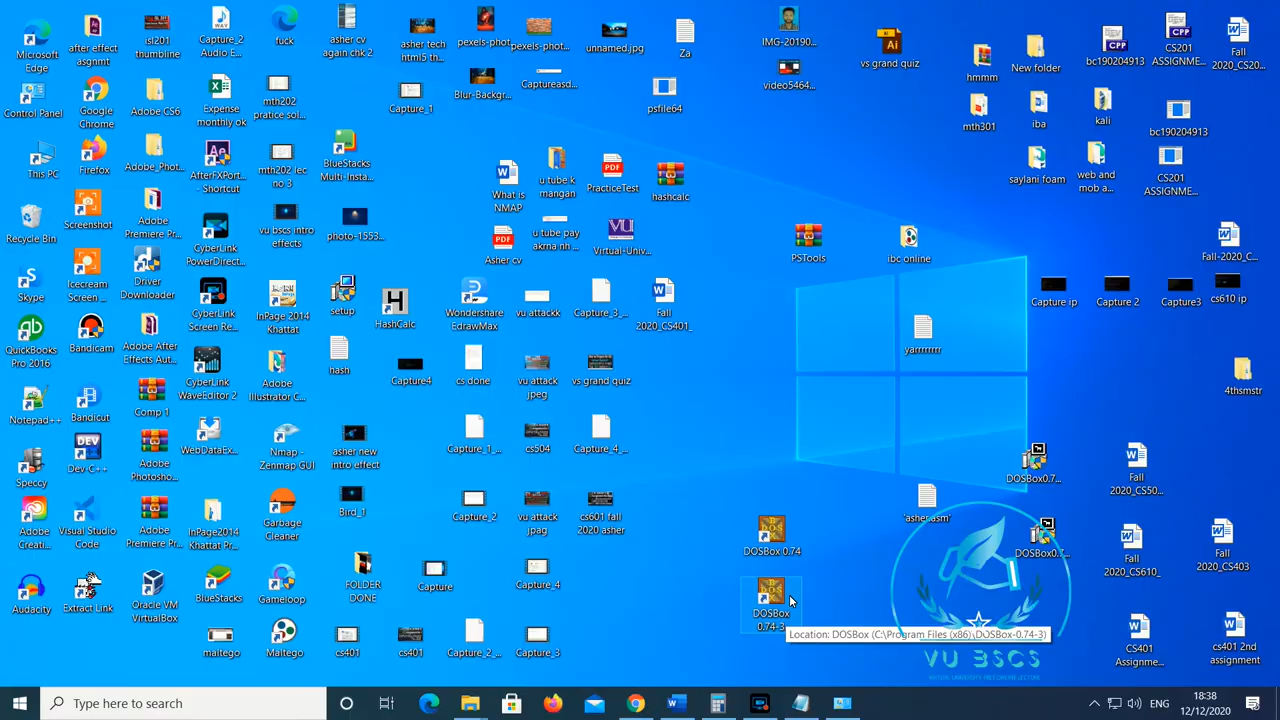 Microsoft
Edge
after effect
asgnmt
isl201
thumbline
Capture_2
Audio E...
fuck
asher cv
again chk 2
asher tech
html5 th...
pexels-phot...
pexels-phot...
unnamed.jpg
Za
IMG-20190...
vs grand quiz
hmmm
New folder
bc190204913
CS201
ASSIGNME...
Fall
2020_CS20...
Control Panel
Google
Chrome
Adobe CS6
Expense
monthly ok
mth202
pratice sol...
Capture_1
Blur-Backgr...
Captureasd...
psfile64
video5464...
mth301
iba
kali
bc190204913
This PC
Firefox
Adobe_Phot...
AfterFXPort...
- Shortcut
mtn202 lec
no 3
BlueStacks
Multi-Insta...
What is
NMAP
u tube k
mangan
PracticeTest
hashcalc
saylani foam
web and
mob a...
CS201
ASSIGNME...
Recycle Bin
Screenshot
Adobe
Premiere Pr...
CyberLink
PowerDirect...
vu bscs intro
effects
photo-1553...
Asher cv
u tube pay
akrna nh ...
Virtual-Univ...
PSTools
ibc online
Fall-2020_C...
Skype
Icecream
Screen ...
Driver
Downloader
CyberLink
Screen Re...
InPage 2014
Khattat
setup
HashCalc
Wondershare
EdrawMax
vu attackk
Capture_3_...
Fall
2020_CS401_
Capture ip
Capture 2
Capture3
cs610 ip
QuickBooks
Pro 2016
Bandicam
Adobe After
Effects Aut...
CyberLink
WaveEditor 2
Adobe
Illustrator C...
hash
Capture4
cs done
vu attack
jpeg
vs grand quiz
yarrrrrrrr
4thsmstr
Notepad++
Bandicut
Comp 1
WebDataEx...
Nmap -
Zenmap GUI
asher new
intro effect
Capture_1_...
cs504
Capture_4_...
DOSBox0.7...
Fall
2020_CS50...
Speccy
Dev-C++
Adobe
Photosho...
Adobe
Creati...
Visual Studio
Code
Adobe
Premiere Pr...
InPage2014
Khattat Pr...
Garbage
Cleaner
Bird_1
Capture_2
vu attack
jpag
cs601 fall
2020 asher
DOSBox 0.74
'asher.asm'
DOSBox0.7...
Fall
2020_CS610_
Fall
2020_CS403
Audacity
Extract Link
Oracle VM
VirtualBox
BlueStacks
Gameloop
FOLDER
DONE
Capture
Capture_4
DOSBox
0.74-3
Location: DOSBox (C:\Program Files (x86)\DOSBox-0.74-3)
maltego
Maltego
cs401
cs401
Capture_2_...
Capture_3
VU BSCS
CS401
Assignme...
cs401 2nd
assignment
Type here to search
ENG
18:38
12/12/2020